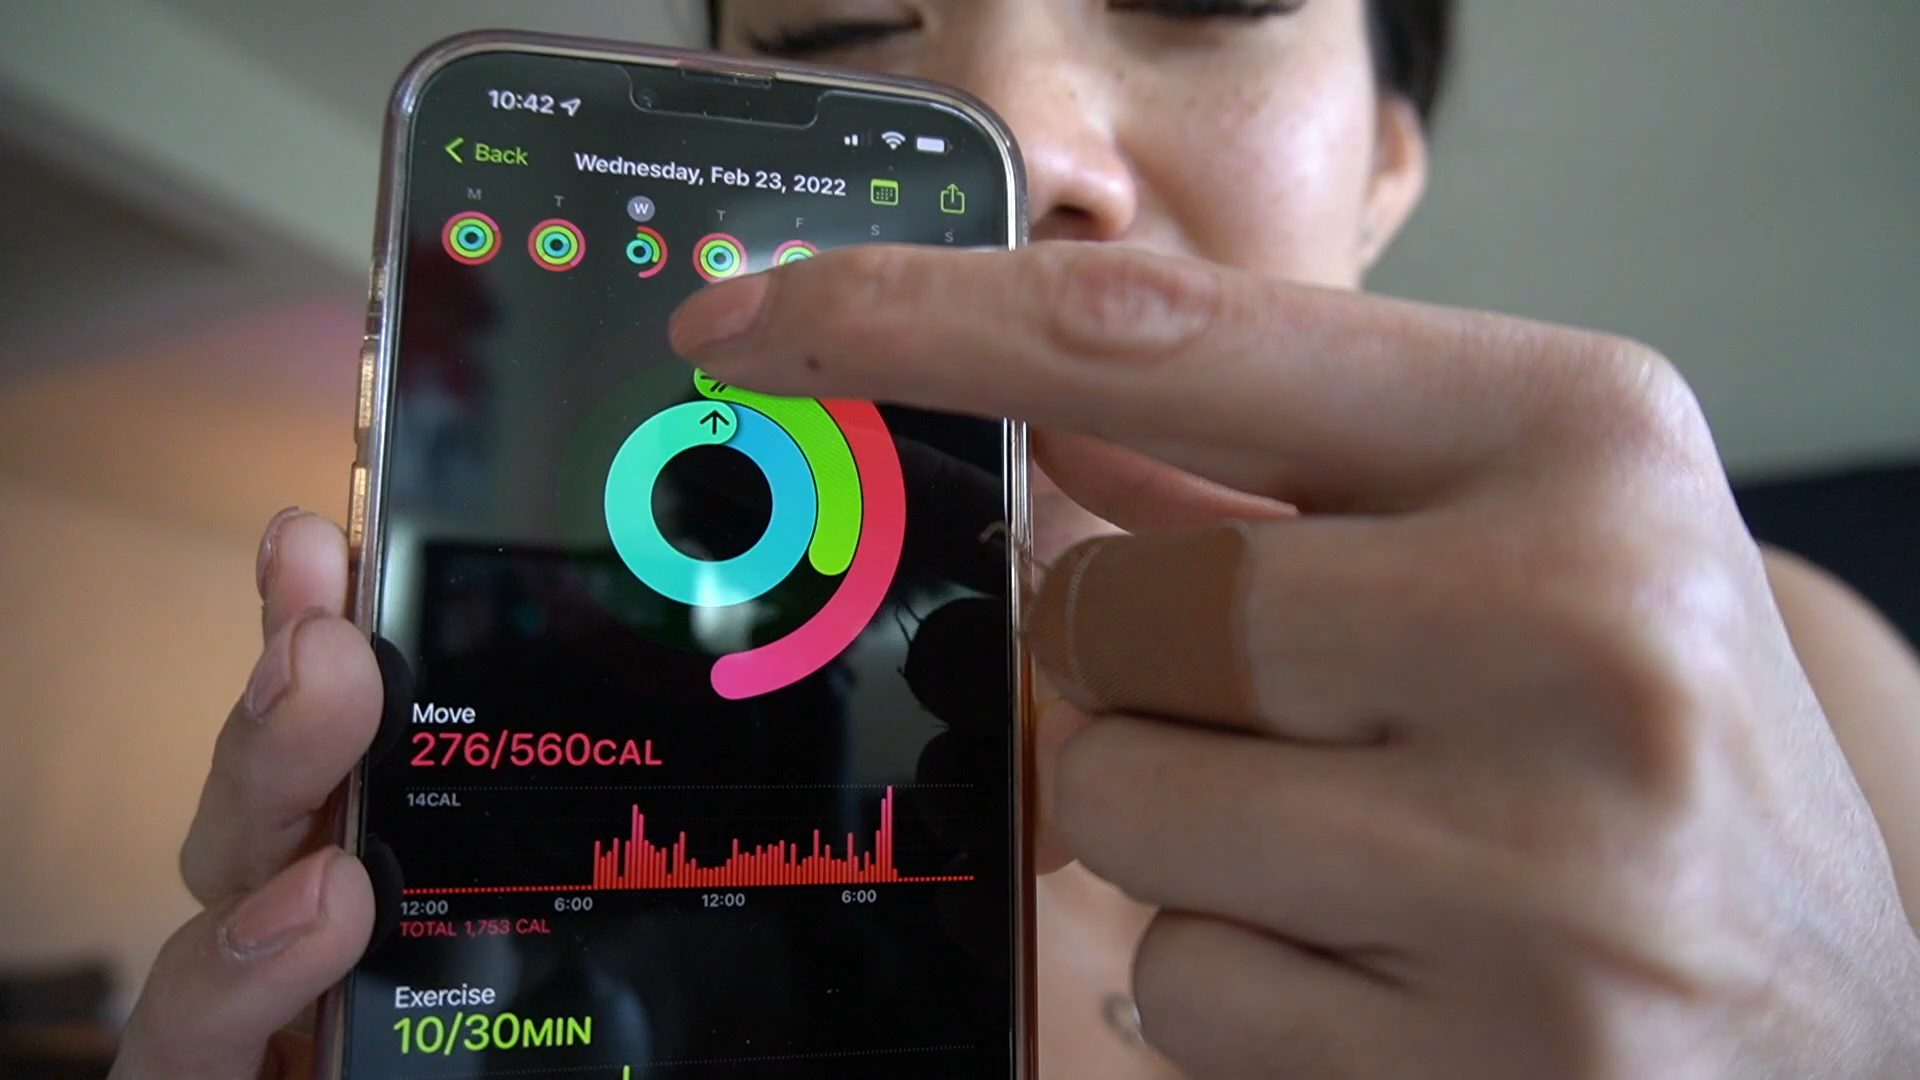 10:42
Back
Wednesday, Feb 23, 2022
M T W T F S S
Move
276/560CAL
14CAL
12:00 6:00 12:00 6:00
TOTAL 1,753 CAL
Exercise
10/30MIN